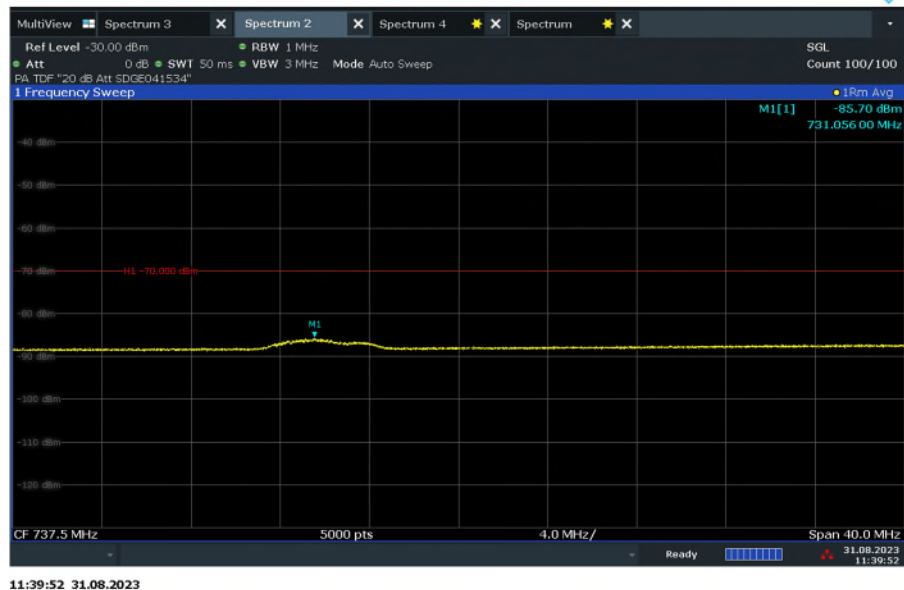 MultiView Spectrum 3 X Spectrum 2 X Spectrum 4 X Spectrum X
Ref Level -30.00 dBm RBW 1 MHz SGL
Att 0 dB SWT 50 ms VBW 3 MHz Mode Auto Sweep Count 100/100
PA TDF "20 dB Att SDGE041534"
1 Frequency Sweep 1Rm Avg
M1[1] -85.70 dBm
731.056 00 MHz
-40 dBm
-50 dBm
-60 dBm
-70 dBm H1 -70.000 dBm
-80 dBm
M1
-90 dBm
-100 dBm
-110 dBm
-120 dBm
CF 737.5 MHz 5000 pts 4.0 MHz/ Span 40.0 MHz
Ready 31.08.2023
11:39:52
11:39:52 31.08.2023